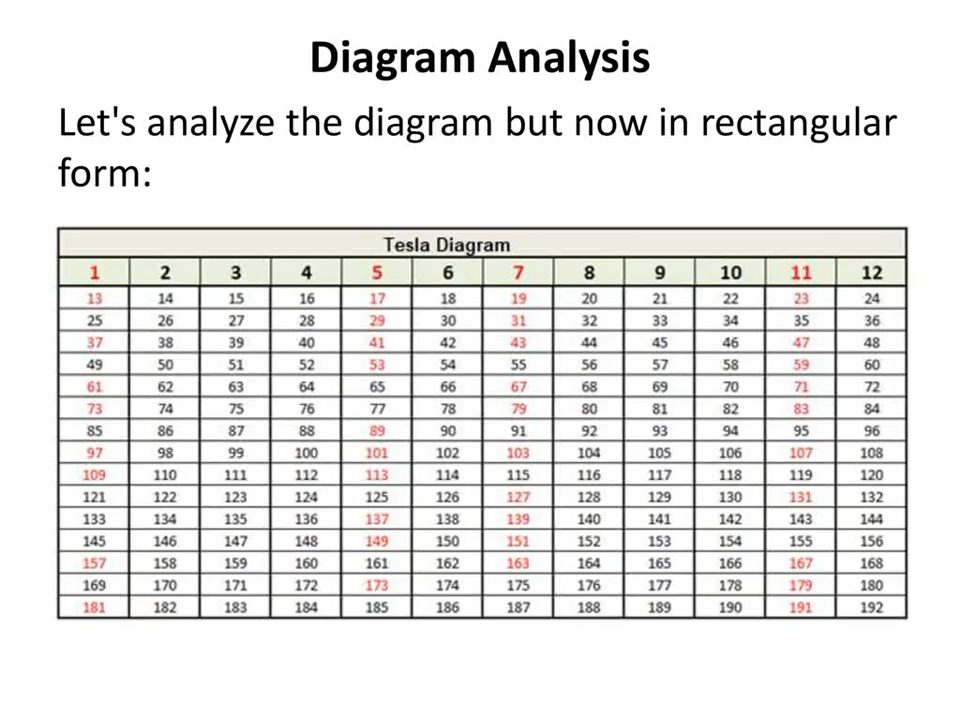 Diagram Analysis
Let's analyze the diagram but now in rectangular
form:
Tesla Diagram
1 2 3 4 5 6 7 8 9 10 11 12
13 14 15 16 17 18 19 20 21 22 23 24
25 26 27 28 29 30 31 32 33 34 35 36
37 38 39 40 41 42 43 44 45 46 47 48
49 50 51 52 53 54 55 56 57 58 59 60
61 62 63 64 65 66 67 68 69 70 71 72
73 74 75 76 77 78 79 80 81 82 83 84
85 86 87 88 89 90 91 92 93 94 95 96
97 98 99 100 101 102 103 104 105 106 107 108
109 110 111 112 113 114 115 116 117 118 119 120
121 122 123 124 125 126 127 128 129 130 131 132
133 134 135 136 137 138 139 140 141 142 143 144
145 146 147 148 149 150 151 152 153 154 155 156
157 158 159 160 161 162 163 164 165 166 167 168
169 170 171 172 173 174 175 176 177 178 179 180
181 182 183 184 185 186 187 188 189 190 191 192